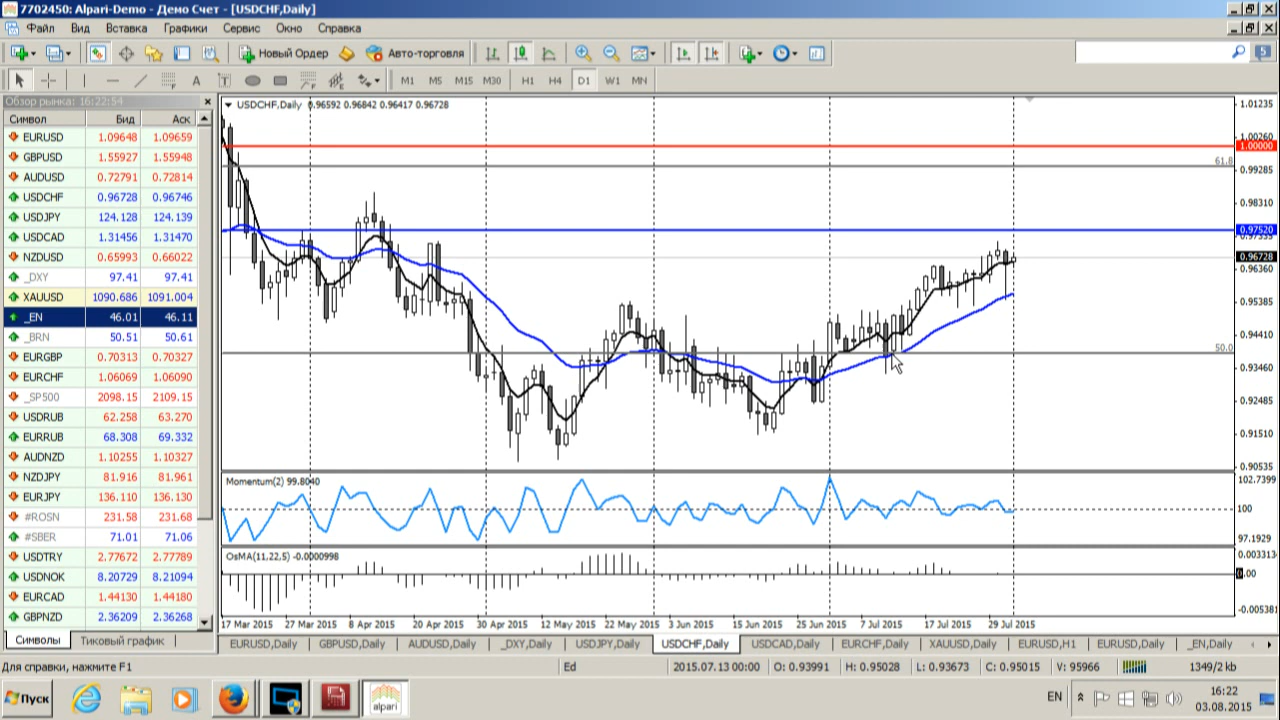 7702450: Alpari-Demo - Демо Счет - [USDCHF,Daily]
Файл Вид Вставка Графики Сервис Окно Справка
Новый Ордер Авто-торговля 5
A T M1 M5 M15 M30 H1 H4 D1 W1 MN
Обзор рынка: 16:22:54
Символ Бид Аск
EURUSD 1.09648 1.09659
GBPUSD 1.55927 1.55948
AUDUSD 0.72791 0.72814
USDCHF 0.96728 0.96746
USDJPY 124.128 124.139
USDCAD 1.31456 1.31470
NZDUSD 0.65993 0.66022
_DXY 97.41 97.41
XAUUSD 1090.686 1091.004
_EN 46.01 46.11
_BRN 50.51 50.61
EURGBP 0.70313 0.70327
EURCHF 1.06069 1.06090
_SP500 2098.15 2109.15
USDRUB 62.258 63.270
EURRUB 68.308 69.332
AUDNZD 1.10255 1.10327
NZDJPY 81.916 81.961
EURJPY 136.110 136.130
#ROSN 231.58 231.68
#SBER 71.01 71.06
USDTRY 2.77672 2.77789
USDNOK 8.20729 8.21094
EURCAD 1.44130 1.44180
GBPNZD 2.36209 2.36268
Символы Тиковый график
USDCHF,Daily 0.96592 0.96842 0.96417 0.96728
1.01235
1.00260
1.00000
61.8
0.99285
0.98310
0.97520
0.97335
0.96728
0.96360
0.95385
0.94410
50.0
0.93460
0.92485
0.91510
0.90535
Momentum(2) 99.8040
102.7399
100
97.1929
OsMA(11,22,5) -0.0000998
0.003313
0.00
-0.005381
17 Mar 2015 27 Mar 2015 8 Apr 2015 20 Apr 2015 30 Apr 2015 12 May 2015 22 May 2015 3 Jun 2015 15 Jun 2015 25 Jun 2015 7 Jul 2015 17 Jul 2015 29 Jul 2015
EURUSD,Daily GBPUSD,Daily AUDUSD,Daily _DXY,Daily USDJPY,Daily USDCHF,Daily USDCAD,Daily EURCHF,Daily XAUUSD,Daily EURUSD,H1 EURUSD,Daily _EN,Daily
Для справки, нажмите F1 Ed 2015.07.13 00:00 O: 0.93991 H: 0.95028 L: 0.93673 C: 0.95015 V: 95966 1349/2 kb
Пуск alpari EN 16:22
03.08.2015